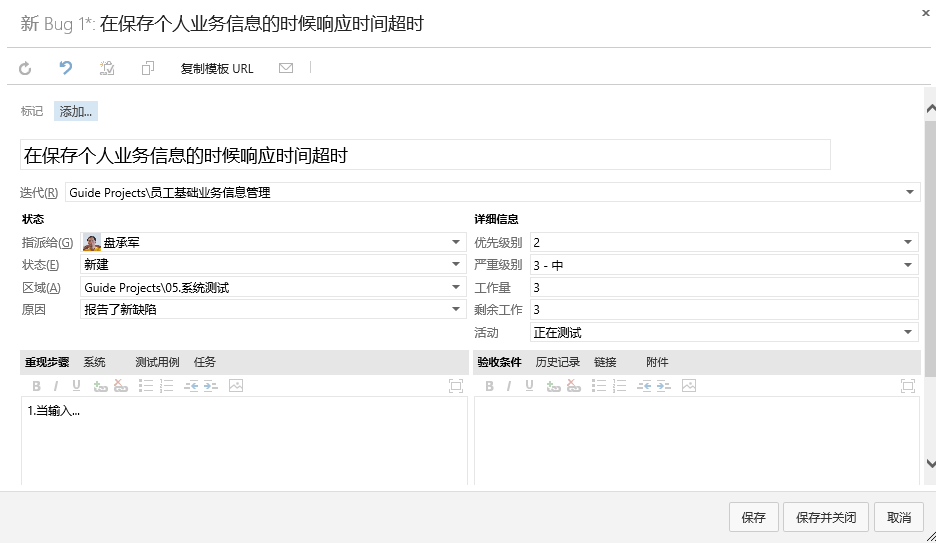 新 Bug 1*: 在保存个人业务信息的时候响应时间超时
复制模板 URL
标记 添加...
在保存个人业务信息的时候响应时间超时
迭代(R) Guide Projects\员工基础业务信息管理
状态 详细信息
指派给(G) 盘承军 优先级别 2
状态(E) 新建 严重级别 3 - 中
区域(A) Guide Projects\05.系统测试 工作量 3
原因 报告了新缺陷 剩余工作 3
活动 正在测试
重现步骤 系统 测试用例 任务 验收条件 历史记录 链接 附件
B I U B I U
1.当输入...
保存 保存并关闭 取消